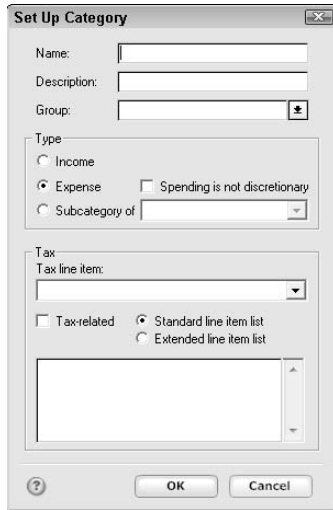 Set Up Category
Name:
Description:
Group:
Type
Income
Expense
Spending is not discretionary
Subcategory of
Tax
Tax line item:
Tax-related
Standard line item list
Extended line item list
?
OK
Cancel